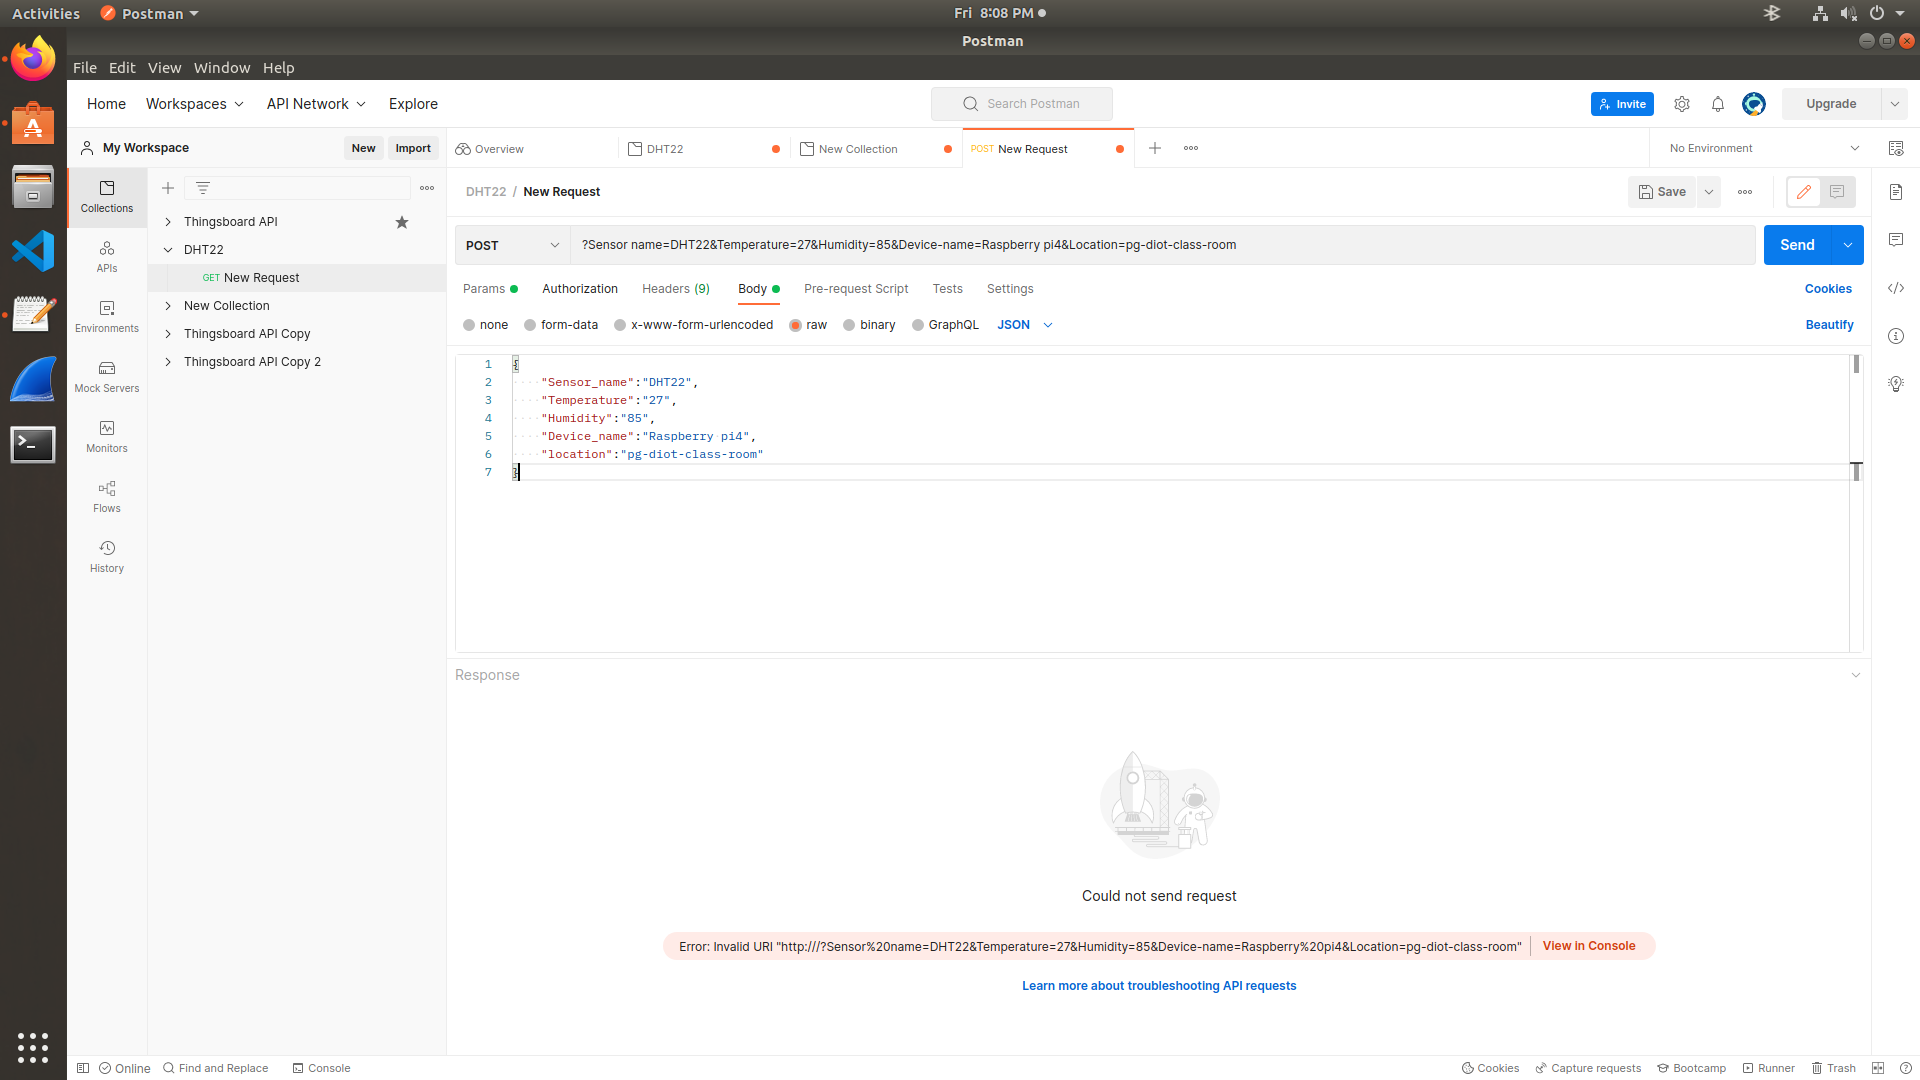 Activities Postman Fri 8:08 PM
Postman
File Edit View Window Help
Home Workspaces API Network Explore Search Postman Invite Upgrade
My Workspace New Import Overview DHT22 New Collection POST New Request No Environment
DHT22 / New Request Save
Collections
Thingsboard API
DHT22
GET New Request
New Collection
Thingsboard API Copy
Thingsboard API Copy 2
APIs
Environments
Mock Servers
Monitors
Flows
History
POST ?Sensor name=DHT22&Temperature=27&Humidity=85&Device-name=Raspberry pi4&Location=pg-diot-class-room Send
Params Authorization Headers (9) Body Pre-request Script Tests Settings Cookies
none form-data x-www-form-urlencoded raw binary GraphQL JSON Beautify
1 {
2 "Sensor_name":"DHT22",
3 "Temperature":"27",
4 "Humidity":"85",
5 "Device_name":"Raspberry pi4",
6 "location":"pg-diot-class-room"
7 }
Response
Could not send request
Error: Invalid URI "http:///?Sensor%20name=DHT22&Temperature=27&Humidity=85&Device-name=Raspberry%20pi4&Location=pg-diot-class-room" View in Console
Learn more about troubleshooting API requests
Online Find and Replace Console Cookies Capture requests Bootcamp Runner Trash